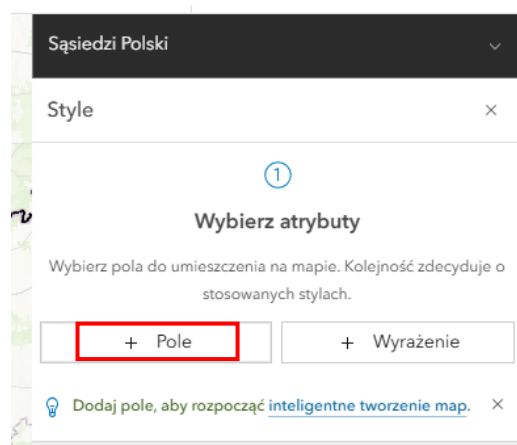 Sąsiedzi Polski
Style
1
Wybierz atrybuty
Wybierz pola do umieszczenia na mapie. Kolejność zdecyduje o
stosowanych stylach.
+ Pole + Wyrażenie
Dodaj pole, aby rozpocząć inteligentne tworzenie map.